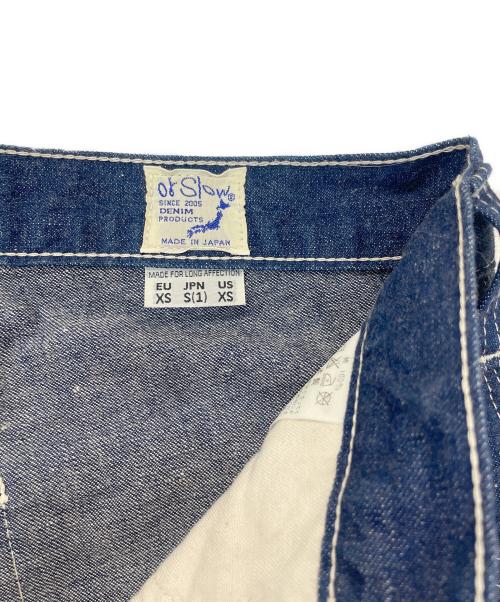 or Slow®
SINCE 2005
DENIM
PRODUCTS
MADE IN JAPAN
MADE FOR LONG AFFECTION
EU JPN US
XS S(1) XS